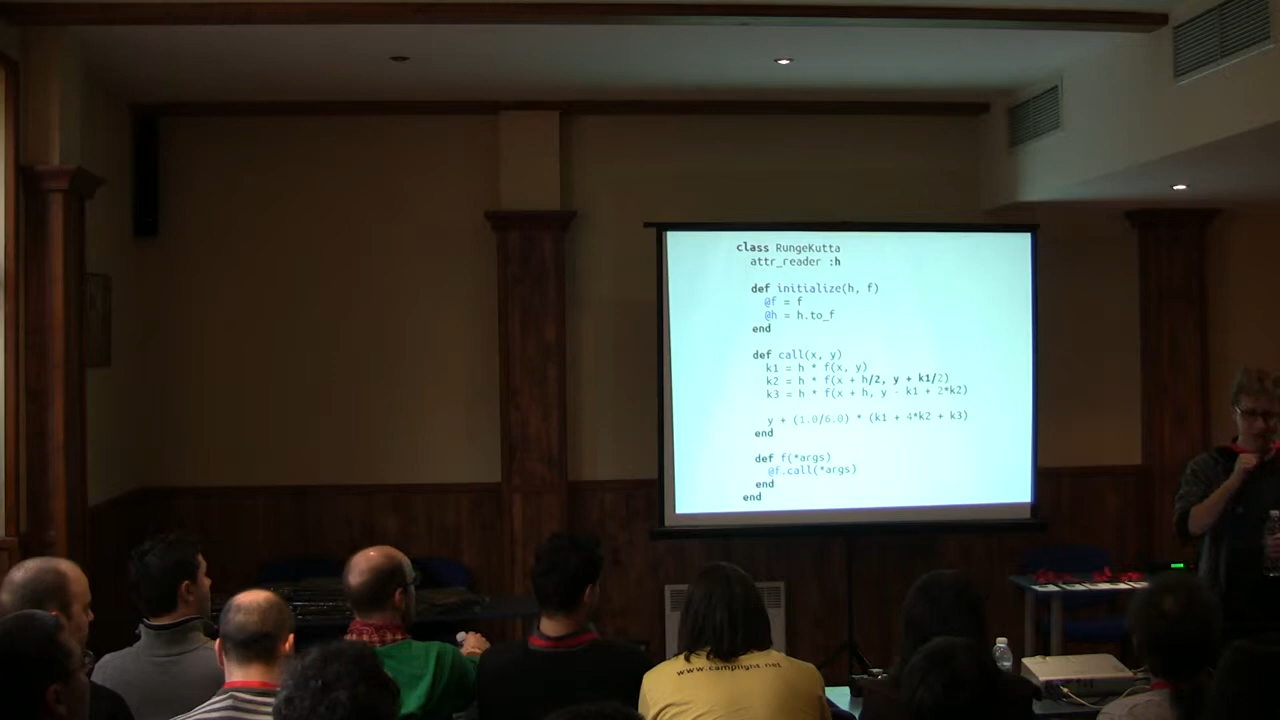 class RungeKutta
attr_reader :h
def initialize(h, f)
@f = f
@h = h.to_f
end
def call(x, y)
k1 = h * f(x, y)
k2 = h * f(x + h/2, y + k1/2)
k3 = h * f(x + h, y - k1 + 2*k2)
y + (1.0/6.0) * (k1 + 4*k2 + k3)
end
def f(*args)
@f.call(*args)
end
end
www.camplight.net